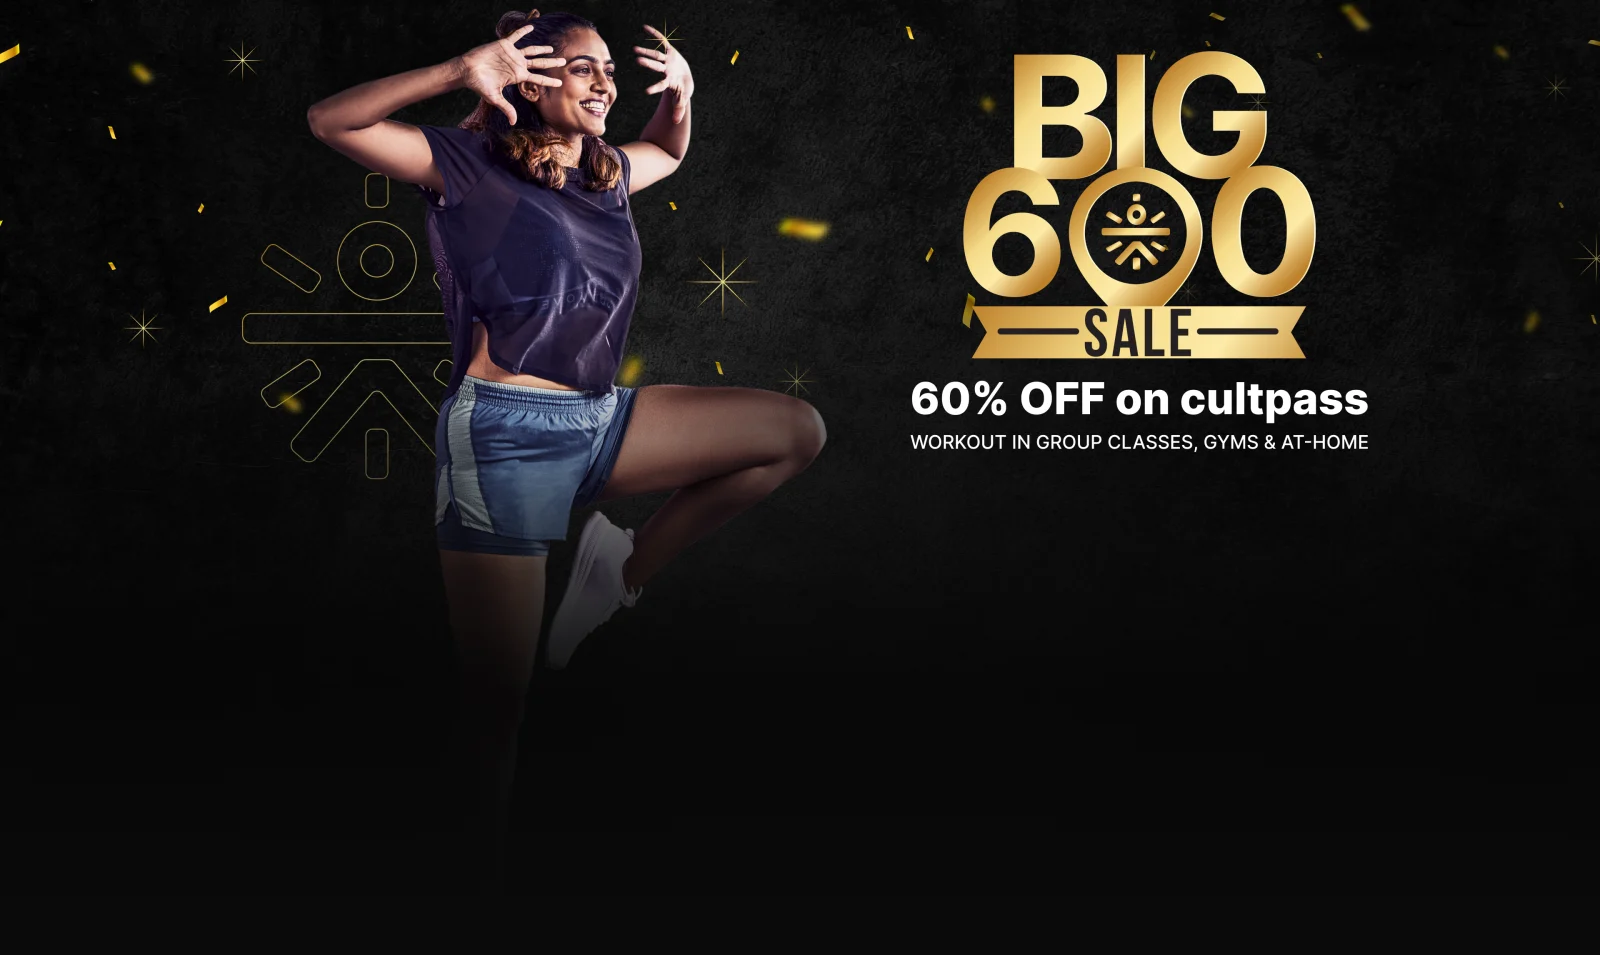 BIG
600
SALE
60% OFF on cultpass
WORKOUT IN GROUP CLASSES, GYMS & AT-HOME